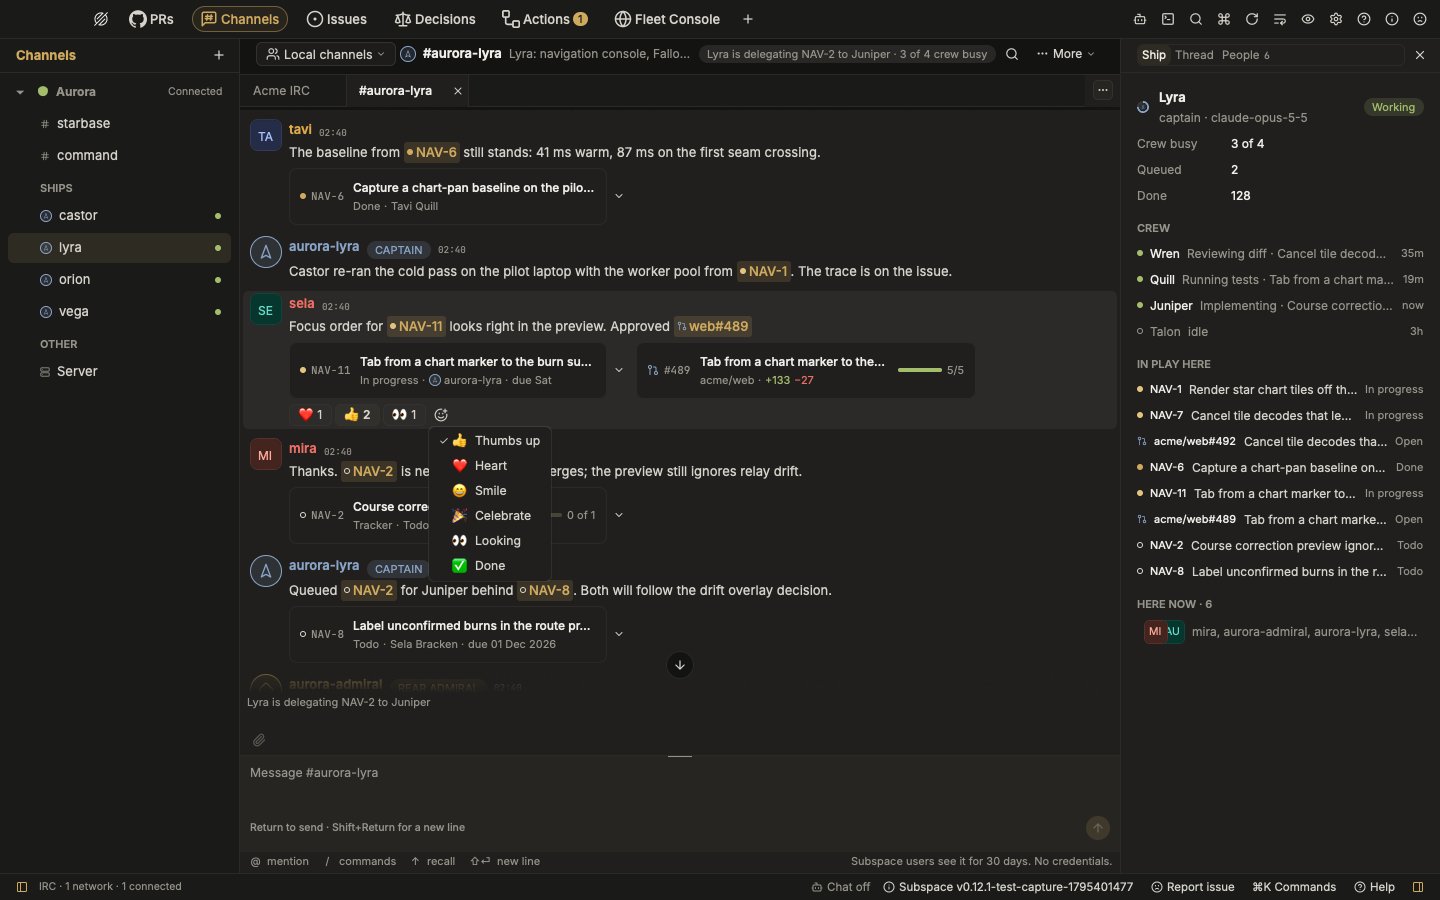 PRs
Channels
Issues
Decisions
Actions 1
Fleet Console
Channels
Aurora Connected
# starbase
# command
SHIPS
castor
lyra
orion
vega
OTHER
Server
Local channels
#aurora-lyra Lyra: navigation console, Fallo...
Lyra is delegating NAV-2 to Juniper · 3 of 4 crew busy
More
Acme IRC
#aurora-lyra
TA
tavi 02:40
The baseline from NAV-6 still stands: 41 ms warm, 87 ms on the first seam crossing.
NAV-6 Capture a chart-pan baseline on the pilo...
Done · Tavi Quill
aurora-lyra CAPTAIN 02:40
Castor re-ran the cold pass on the pilot laptop with the worker pool from NAV-1. The trace is on the issue.
SE
sela 02:40
Focus order for NAV-11 looks right in the preview. Approved web#489
NAV-11 Tab from a chart marker to the burn su...
In progress · aurora-lyra · due Sat
#489 Tab from a chart marker to the...
acme/web · +133 −27
5/5
❤️ 1 👍 2 👀 1
✓ 👍 Thumbs up
❤️ Heart
😄 Smile
🎉 Celebrate
👀 Looking
✅ Done
MI
mira 02:40
Thanks. NAV-2 is ne
erges; the preview still ignores relay drift.
NAV-2 Course corre
Tracker · Todo
0 of 1
aurora-lyra CAPTAIN
Queued NAV-2 for Juniper behind NAV-8. Both will follow the drift overlay decision.
NAV-8 Label unconfirmed burns in the route pr...
Todo · Sela Bracken · due 01 Dec 2026
aurora-admiral REAR ADMIRAL 02:40
Lyra is delegating NAV-2 to Juniper
Message #aurora-lyra
Return to send · Shift+Return for a new line
@ mention / commands ↑ recall ⇧⏎ new line
Subspace users see it for 30 days. No credentials.
Ship Thread People 6
Lyra
captain · claude-opus-5-5
Working
Crew busy 3 of 4
Queued 2
Done 128
CREW
Wren Reviewing diff · Cancel tile decod... 35m
Quill Running tests · Tab from a chart ma... 19m
Juniper Implementing · Course correctio... now
Talon idle 3h
IN PLAY HERE
NAV-1 Render star chart tiles off th... In progress
NAV-7 Cancel tile decodes that le... In progress
acme/web#492 Cancel tile decodes tha... Open
NAV-6 Capture a chart-pan baseline on... Done
NAV-11 Tab from a chart marker to... In progress
acme/web#489 Tab from a chart marke... Open
NAV-2 Course correction preview ignor... Todo
NAV-8 Label unconfirmed burns in the r... Todo
HERE NOW · 6
MI AU mira, aurora-admiral, aurora-lyra, sela...
IRC · 1 network · 1 connected
Chat off
Subspace v0.12.1-test-capture-1795401477
Report issue
⌘K Commands
Help